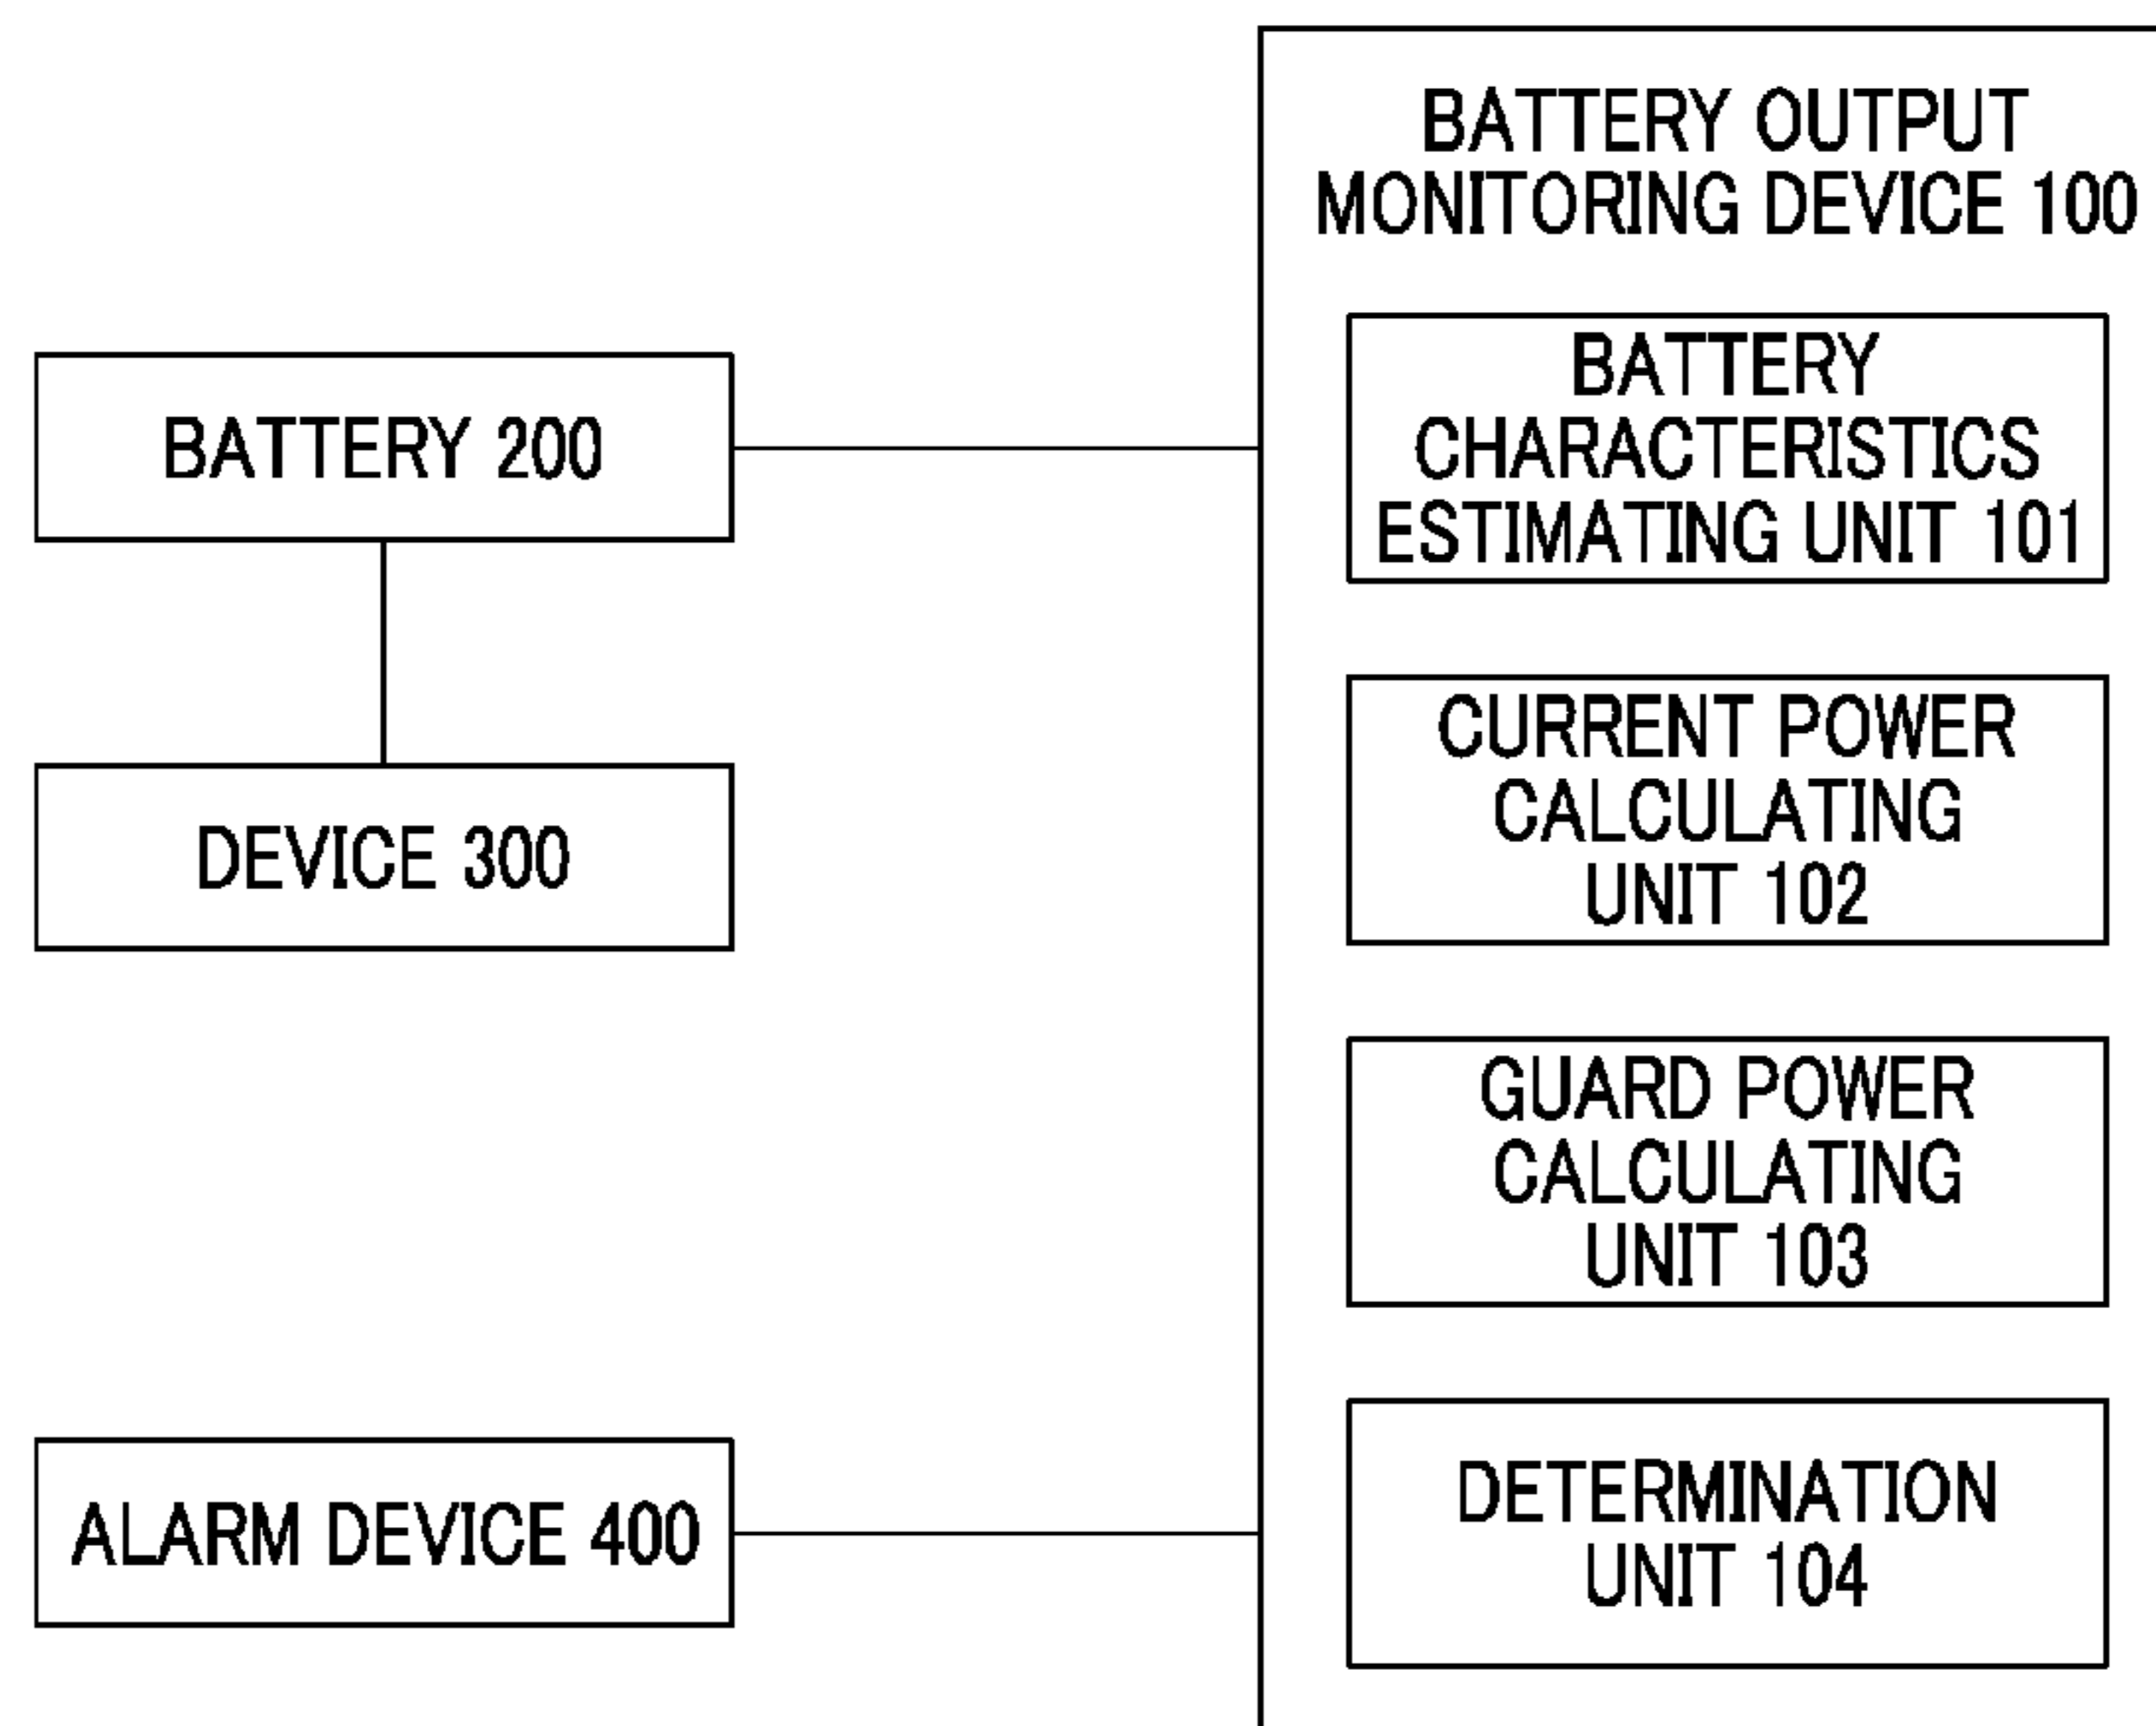 BATTERY OUTPUT
MONITORING DEVICE 100
BATTERY
CHARACTERISTICS
ESTIMATING UNIT 101
BATTERY 200
CURRENT POWER
CALCULATING
UNIT 102
DEVICE 300
GUARD POWER
CALCULATING
UNIT 103
DETERMINATION
UNIT 104
ALARM DEVICE 400